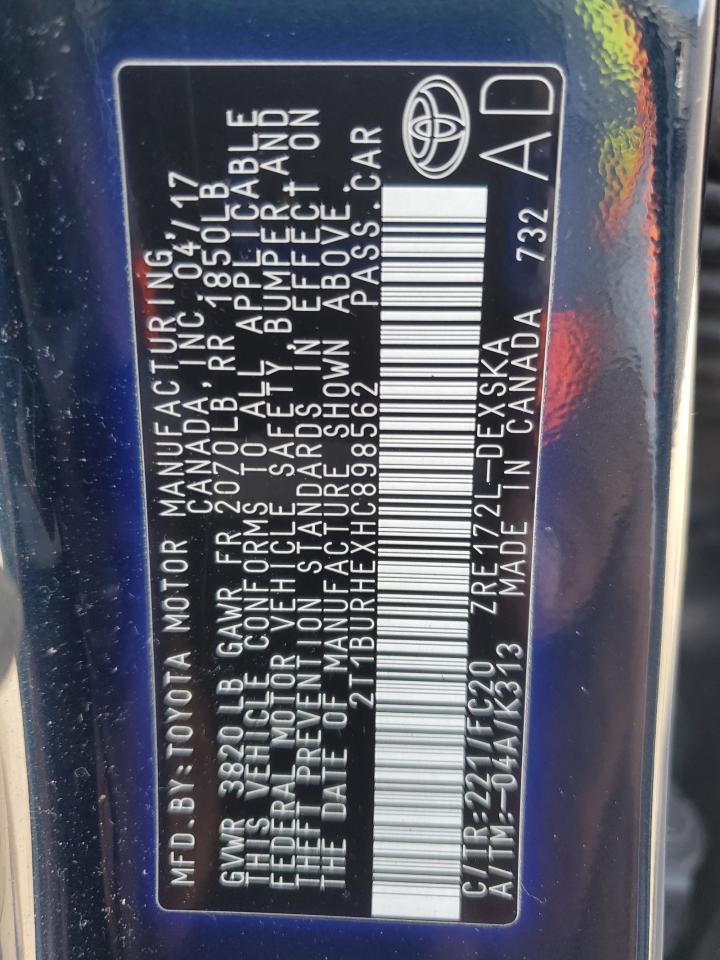 MFD.BY:TOYOTA MOTOR MANUFACTURING
CANADA, INC. 04/17
GVWR 3820LB GAWR FR 2070LB, RR 1850LB
THIS VEHICLE CONFORMS TO ALL APPLICABLE
FEDERAL MOTOR VEHICLE SAFETY, BUMPER, AND
THEFT PREVENTION STANDARDS IN EFFECT ON
THE DATE OF MANUFACTURE SHOWN ABOVE.
2T1BURHEXHC898562 PASS.CAR
C/TR:221/FC20 ZRE172L-DEXSKA
A/TM:-04A/K313 MADE IN CANADA 732
AD